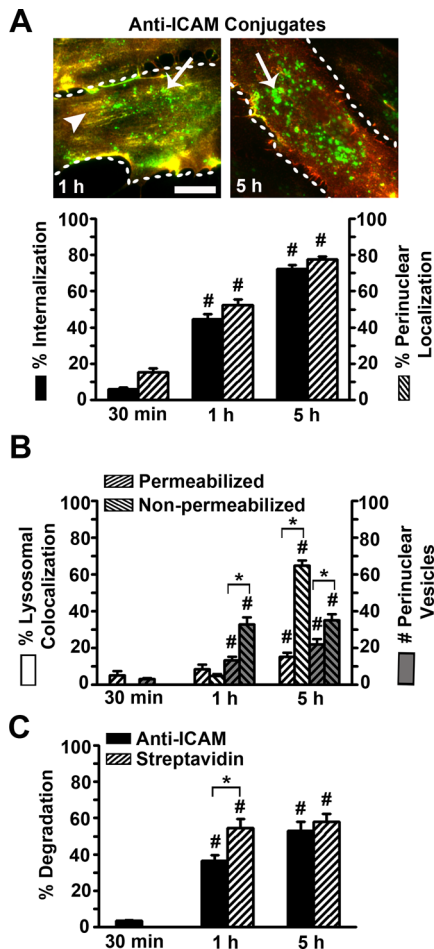 A
Anti-ICAM Conjugates
1 h
5 h
% Internalization
100
80
60
40
20
0
100
80
60
40
20
0
% Perinuclear
Localization
# # # #
30 min 1 h 5 h
B
Permeabilized
Non-permeabilized
% Lysosomal
Colocalization
100
80
60
40
20
0
100
80
60
40
20
0
# Perinuclear
Vesicles
* * *
# # # # # #
30 min 1 h 5 h
C
Anti-ICAM
Streptavidin
% Degradation
100
80
60
40
20
0
*
# # # #
30 min 1 h 5 h